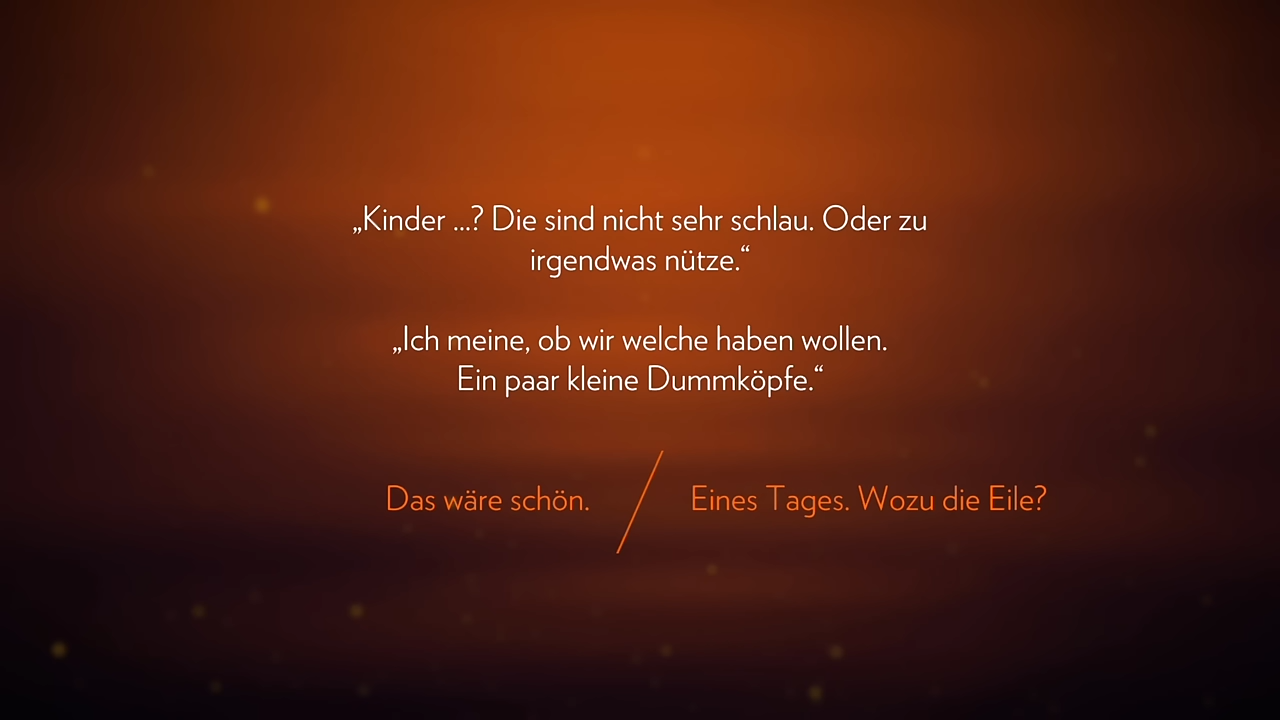 „Kinder ...? Die sind nicht sehr schlau. Oder zu
irgendwas nütze.“
„Ich meine, ob wir welche haben wollen.
Ein paar kleine Dummköpfe.“
Das wäre schön. / Eines Tages. Wozu die Eile?